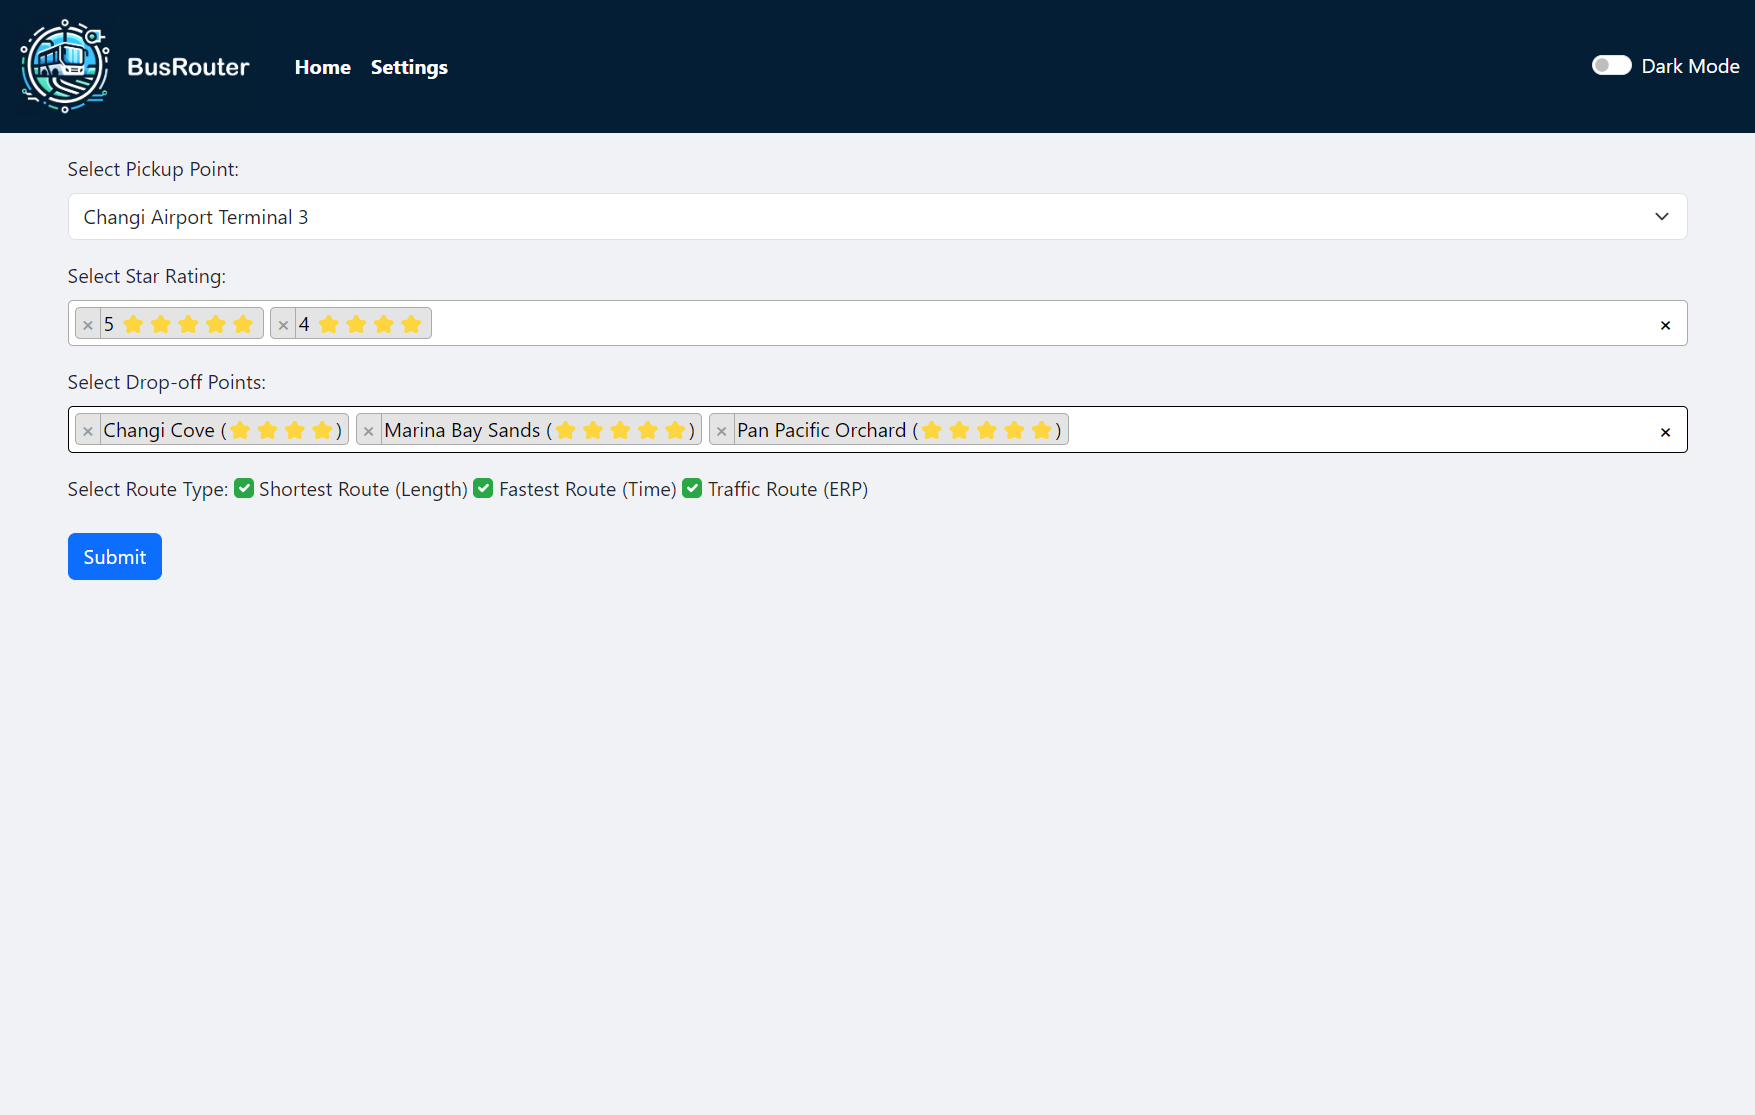 BusRouter Home Settings Dark Mode
Select Pickup Point:
Changi Airport Terminal 3
Select Star Rating:
× 5 × 4 ×
Select Drop-off Points:
× Changi Cove ( ) × Marina Bay Sands ( ) × Pan Pacific Orchard ( ) ×
Select Route Type: Shortest Route (Length) Fastest Route (Time) Traffic Route (ERP)
Submit